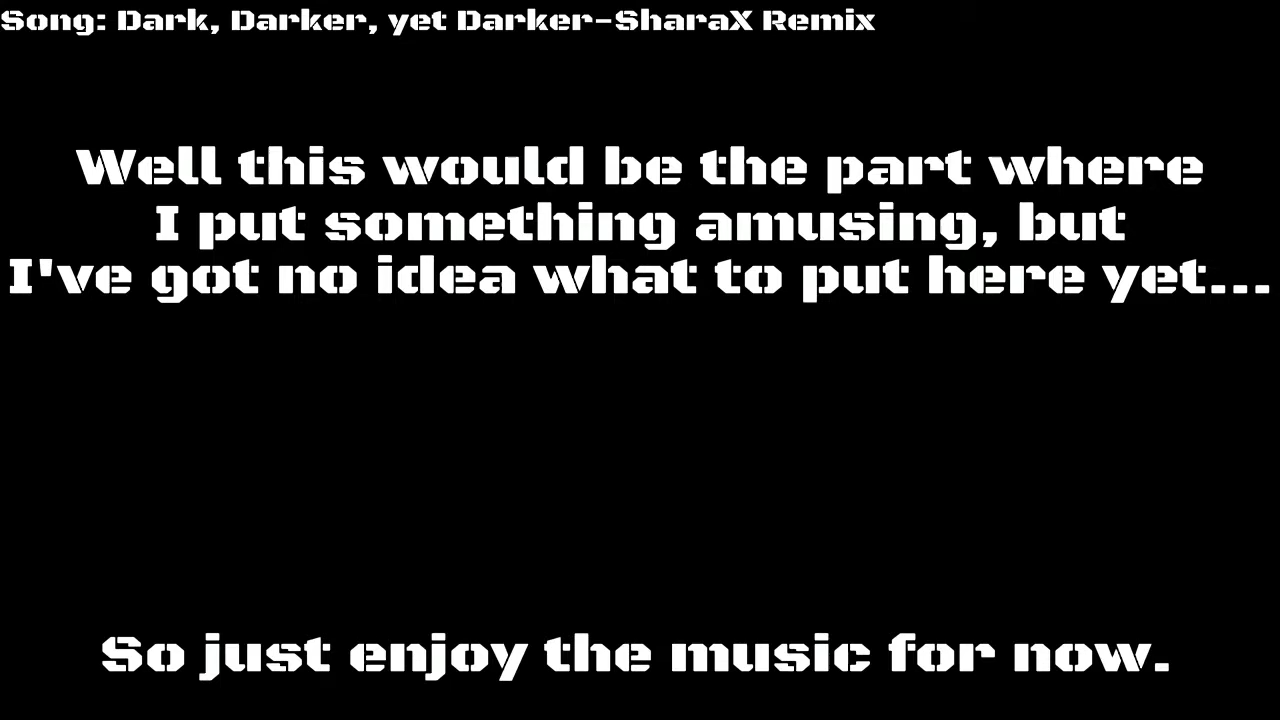 Song: Dark, Darker, yet Darker-SharaX Remix
Well this would be the part where
I put something amusing, but
I've got no idea what to put here yet...
So just enjoy the music for now.